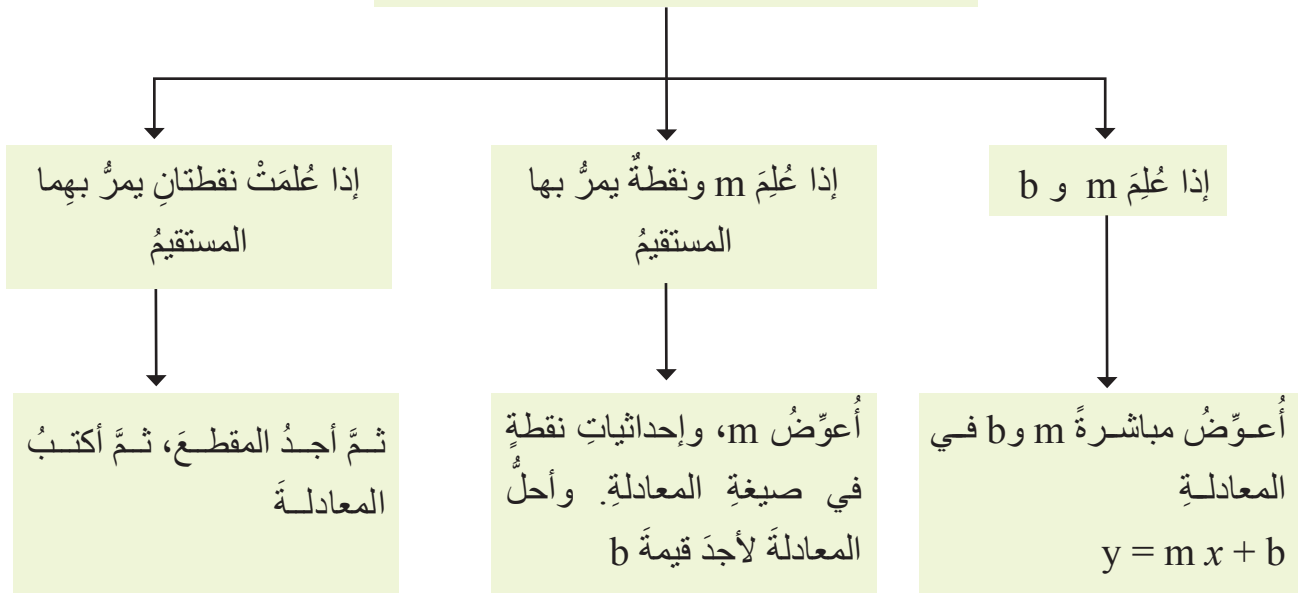 إذا عُلِمَ m و b
إذا عُلِمَ m ونقطةٌ يمرُّ بها
المستقيمُ
إذا عُلمَتْ نقطتانِ يمرُّ بهِما
المستقيمُ
أُعـوِّضُ مباشـرةً m وb فـي
المعادلـةِ
y = m x + b
أُعوِّضُ m، وإحداثياتِ نقطةٍ
في صيغةِ المعادلةِ. وأحلُّ
المعادلةَ لأجدَ قيمةَ b
ثـمَّ أجـدُ المقطـعَ، ثـمَّ أكتـبُ
المعادلــةَ